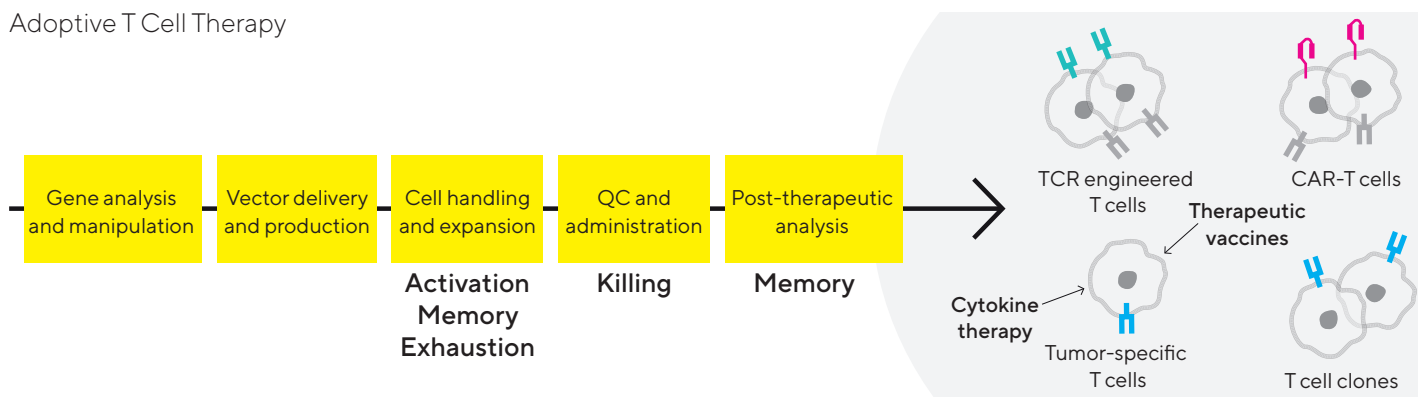 Adoptive T Cell Therapy
Gene analysis
and manipulation
Vector delivery
and production
Cell handling
and expansion
QC and
administration
Post-therapeutic
analysis
Activation
Memory
Exhaustion
Killing
Memory
TCR engineered
T cells
CAR-T cells
Therapeutic
vaccines
Cytokine
therapy
Tumor-specific
T cells
T cell clones